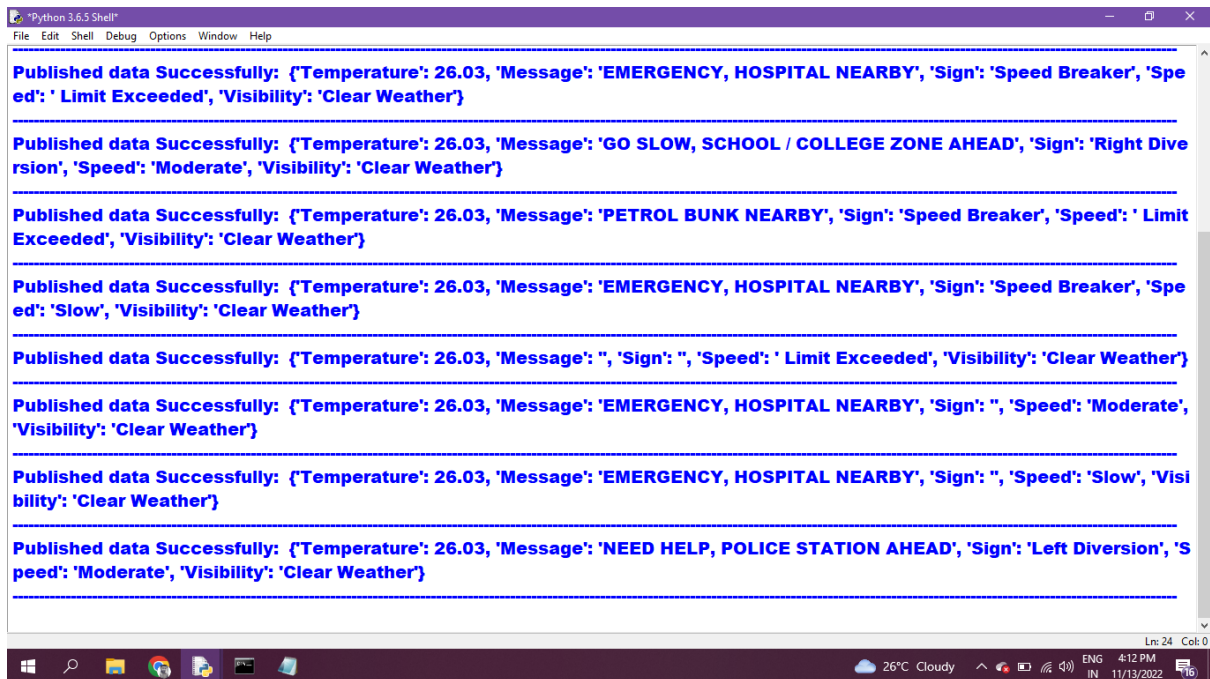 *Python 3.6.5 Shell*
File Edit Shell Debug Options Window Help
Published data Successfully:  {'Temperature': 26.03, 'Message': 'EMERGENCY, HOSPITAL NEARBY', 'Sign': 'Speed Breaker', 'Spe
ed': ' Limit Exceeded', 'Visibility': 'Clear Weather'}
Published data Successfully:  {'Temperature': 26.03, 'Message': 'GO SLOW, SCHOOL / COLLEGE ZONE AHEAD', 'Sign': 'Right Dive
rsion', 'Speed': 'Moderate', 'Visibility': 'Clear Weather'}
Published data Successfully:  {'Temperature': 26.03, 'Message': 'PETROL BUNK NEARBY', 'Sign': 'Speed Breaker', 'Speed': ' Limit
Exceeded', 'Visibility': 'Clear Weather'}
Published data Successfully:  {'Temperature': 26.03, 'Message': 'EMERGENCY, HOSPITAL NEARBY', 'Sign': 'Speed Breaker', 'Spe
ed': 'Slow', 'Visibility': 'Clear Weather'}
Published data Successfully:  {'Temperature': 26.03, 'Message': '', 'Sign': '', 'Speed': ' Limit Exceeded', 'Visibility': 'Clear Weather'}
Published data Successfully:  {'Temperature': 26.03, 'Message': 'EMERGENCY, HOSPITAL NEARBY', 'Sign': '', 'Speed': 'Moderate',
'Visibility': 'Clear Weather'}
Published data Successfully:  {'Temperature': 26.03, 'Message': 'EMERGENCY, HOSPITAL NEARBY', 'Sign': '', 'Speed': 'Slow', 'Visi
bility': 'Clear Weather'}
Published data Successfully:  {'Temperature': 26.03, 'Message': 'NEED HELP, POLICE STATION AHEAD', 'Sign': 'Left Diversion', 'S
peed': 'Moderate', 'Visibility': 'Clear Weather'}
Ln: 24 Col: 0
26°C Cloudy
ENG
IN
4:12 PM
11/13/2022
16